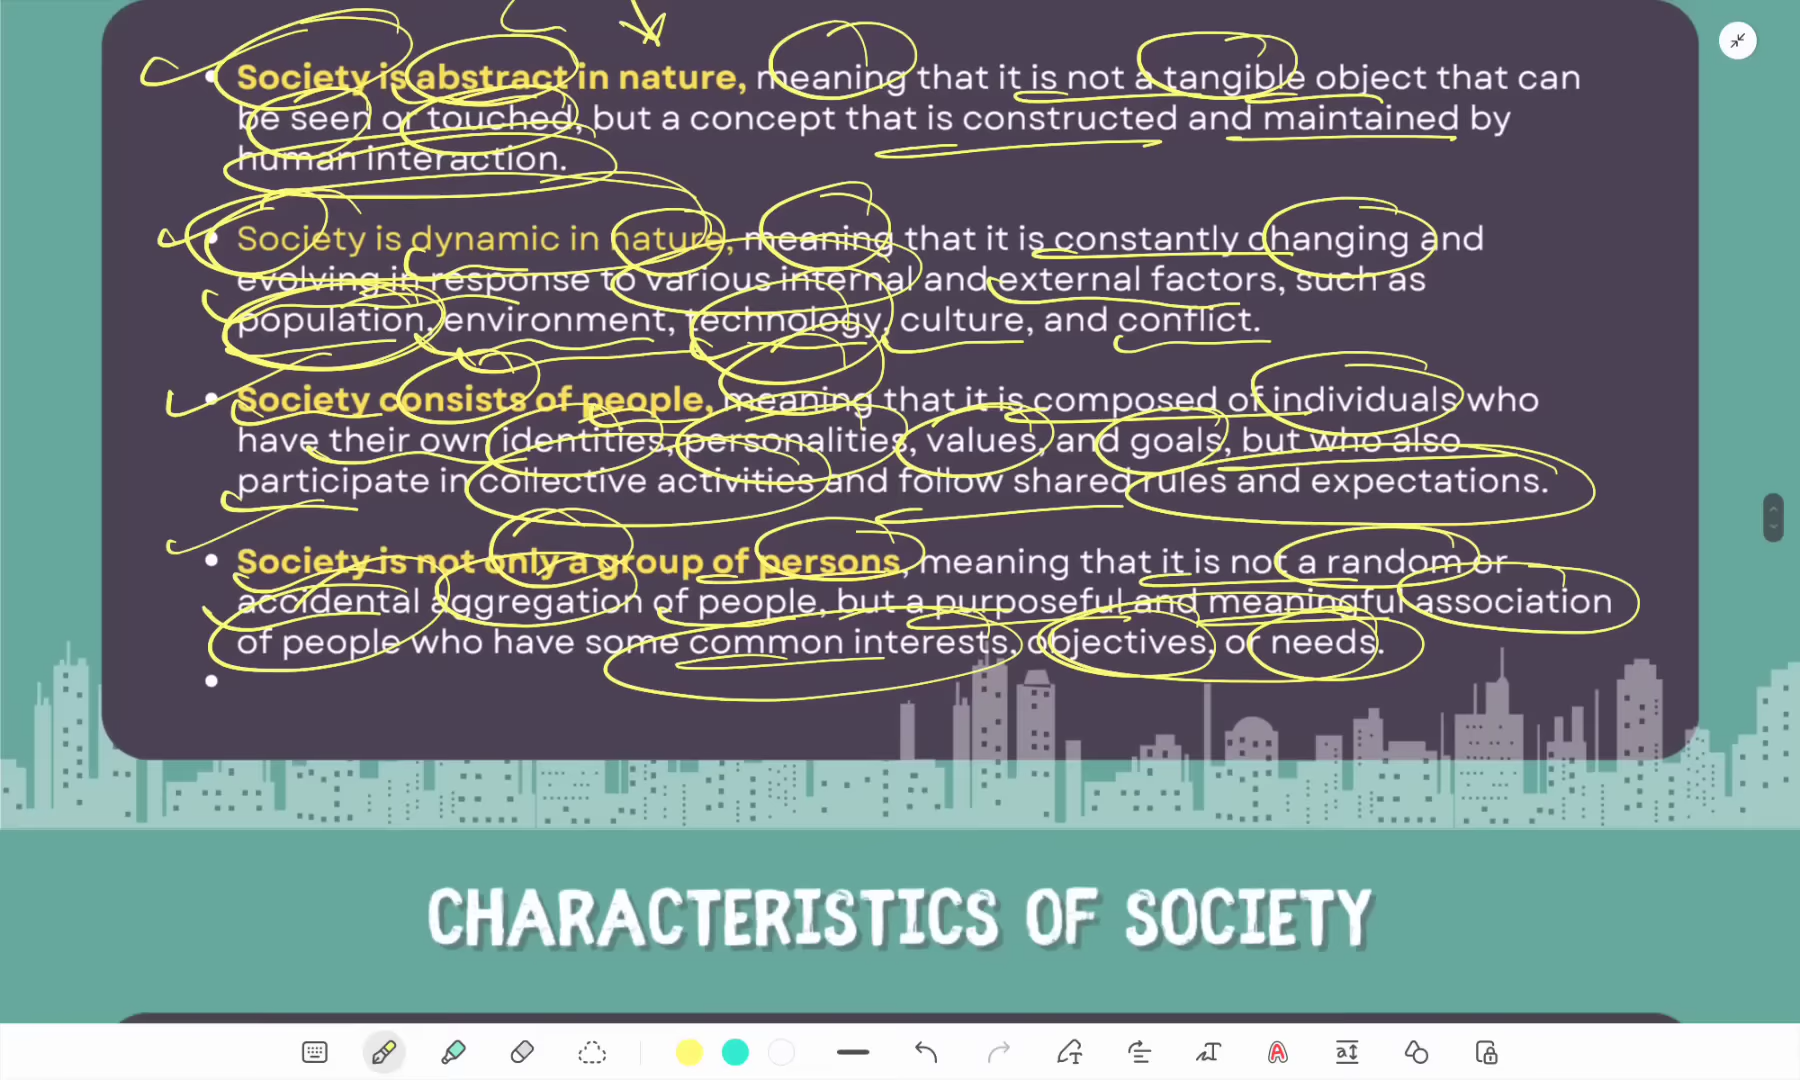 Society is abstract in nature, meaning that it is not a tangible object that can
be seen or touched, but a concept that is constructed and maintained by
human interaction.
Society is dynamic in nature, meaning that it is constantly changing and
evolving in response to various internal and external factors, such as
population, environment, technology, culture, and conflict.
Society consists of people, meaning that it is composed of individuals who
have their own identities, personalities, values, and goals, but who also
participate in collective activities and follow shared rules and expectations.
Society is not only a group of persons, meaning that it is not a random or
accidental aggregation of people, but a purposeful and meaningful association
of people who have some common interests, objectives, or needs.
CHARACTERISTICS OF SOCIETY